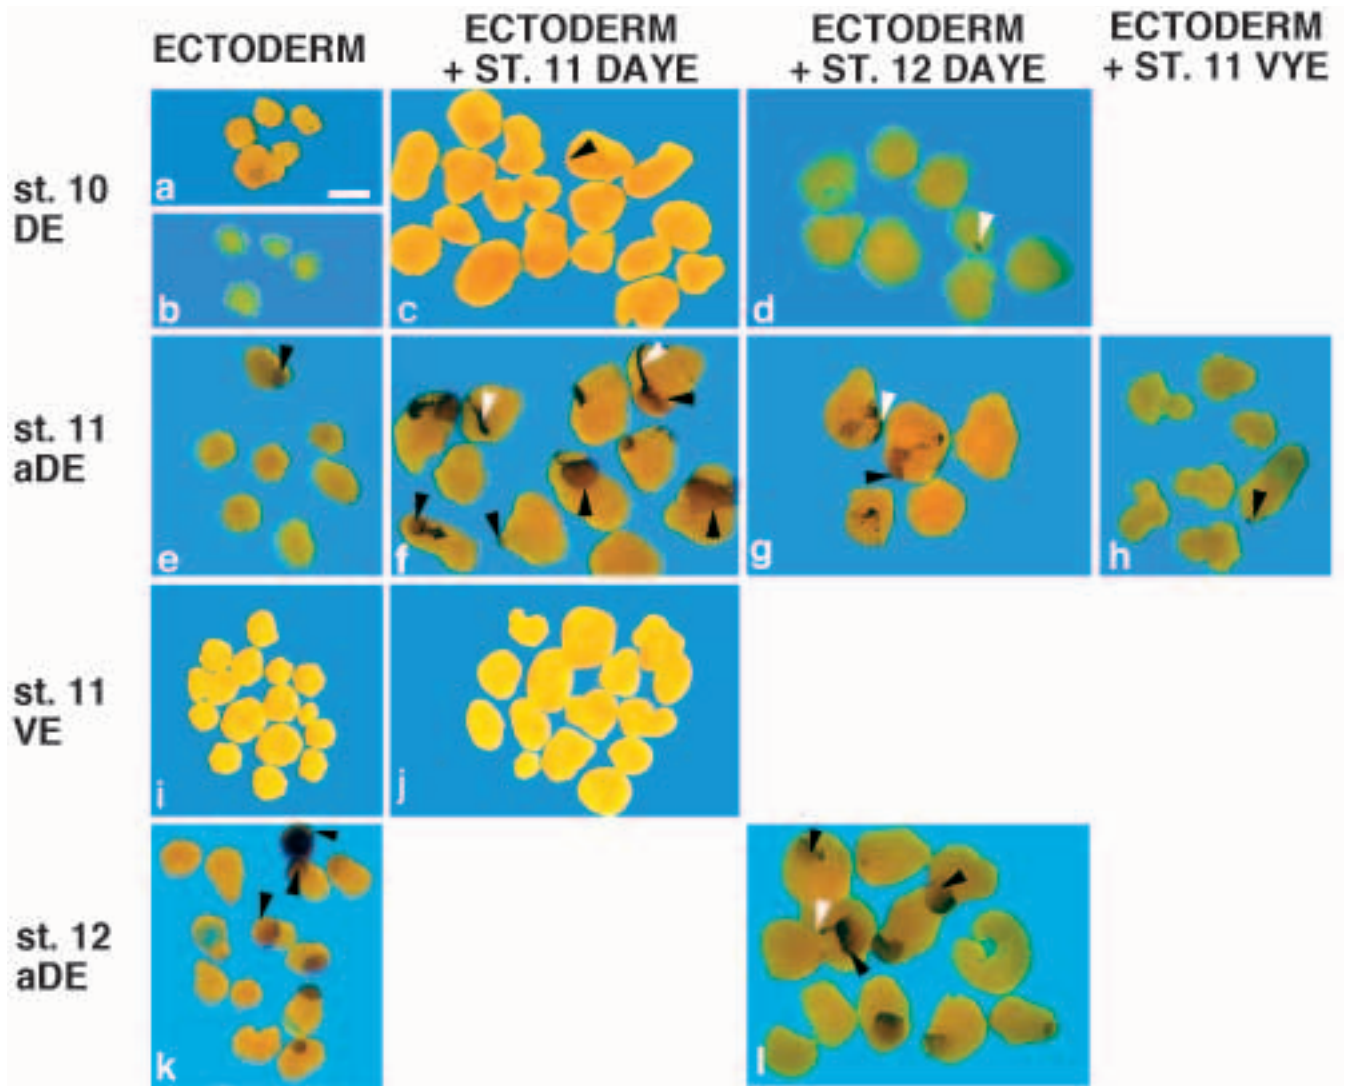 ECTODERM
ECTODERM
+ ST. 11 DAYE
ECTODERM
+ ST. 12 DAYE
ECTODERM
+ ST. 11 VYE
st. 10
DE
a
b
c
d
st. 11
aDE
e
f
g
h
st. 11
VE
i
j
st. 12
aDE
k
l